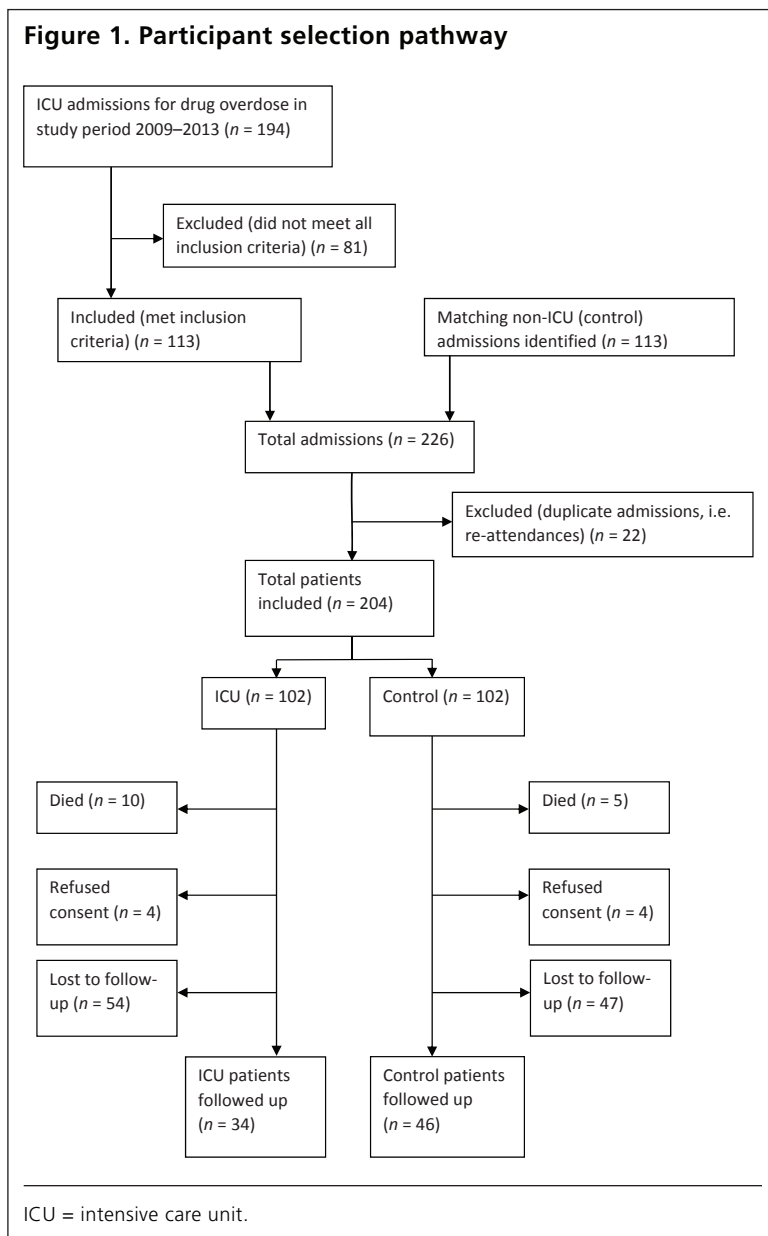 Figure 1. Participant selection pathway
ICU admissions for drug overdose in
study period 2009–2013 (n = 194)
Excluded (did not meet all
inclusion criteria) (n = 81)
Included (met inclusion
criteria) (n = 113)
Matching non-ICU (control)
admissions identified (n = 113)
Total admissions (n = 226)
Excluded (duplicate admissions, i.e.
re-attendances) (n = 22)
Total patients
included (n = 204)
ICU (n = 102)
Control (n = 102)
Died (n = 10)
Died (n = 5)
Refused
consent (n = 4)
Refused
consent (n = 4)
Lost to follow-
up (n = 54)
Lost to follow-
up (n = 47)
ICU patients
followed up
(n = 34)
Control patients
followed up
(n = 46)
ICU = intensive care unit.